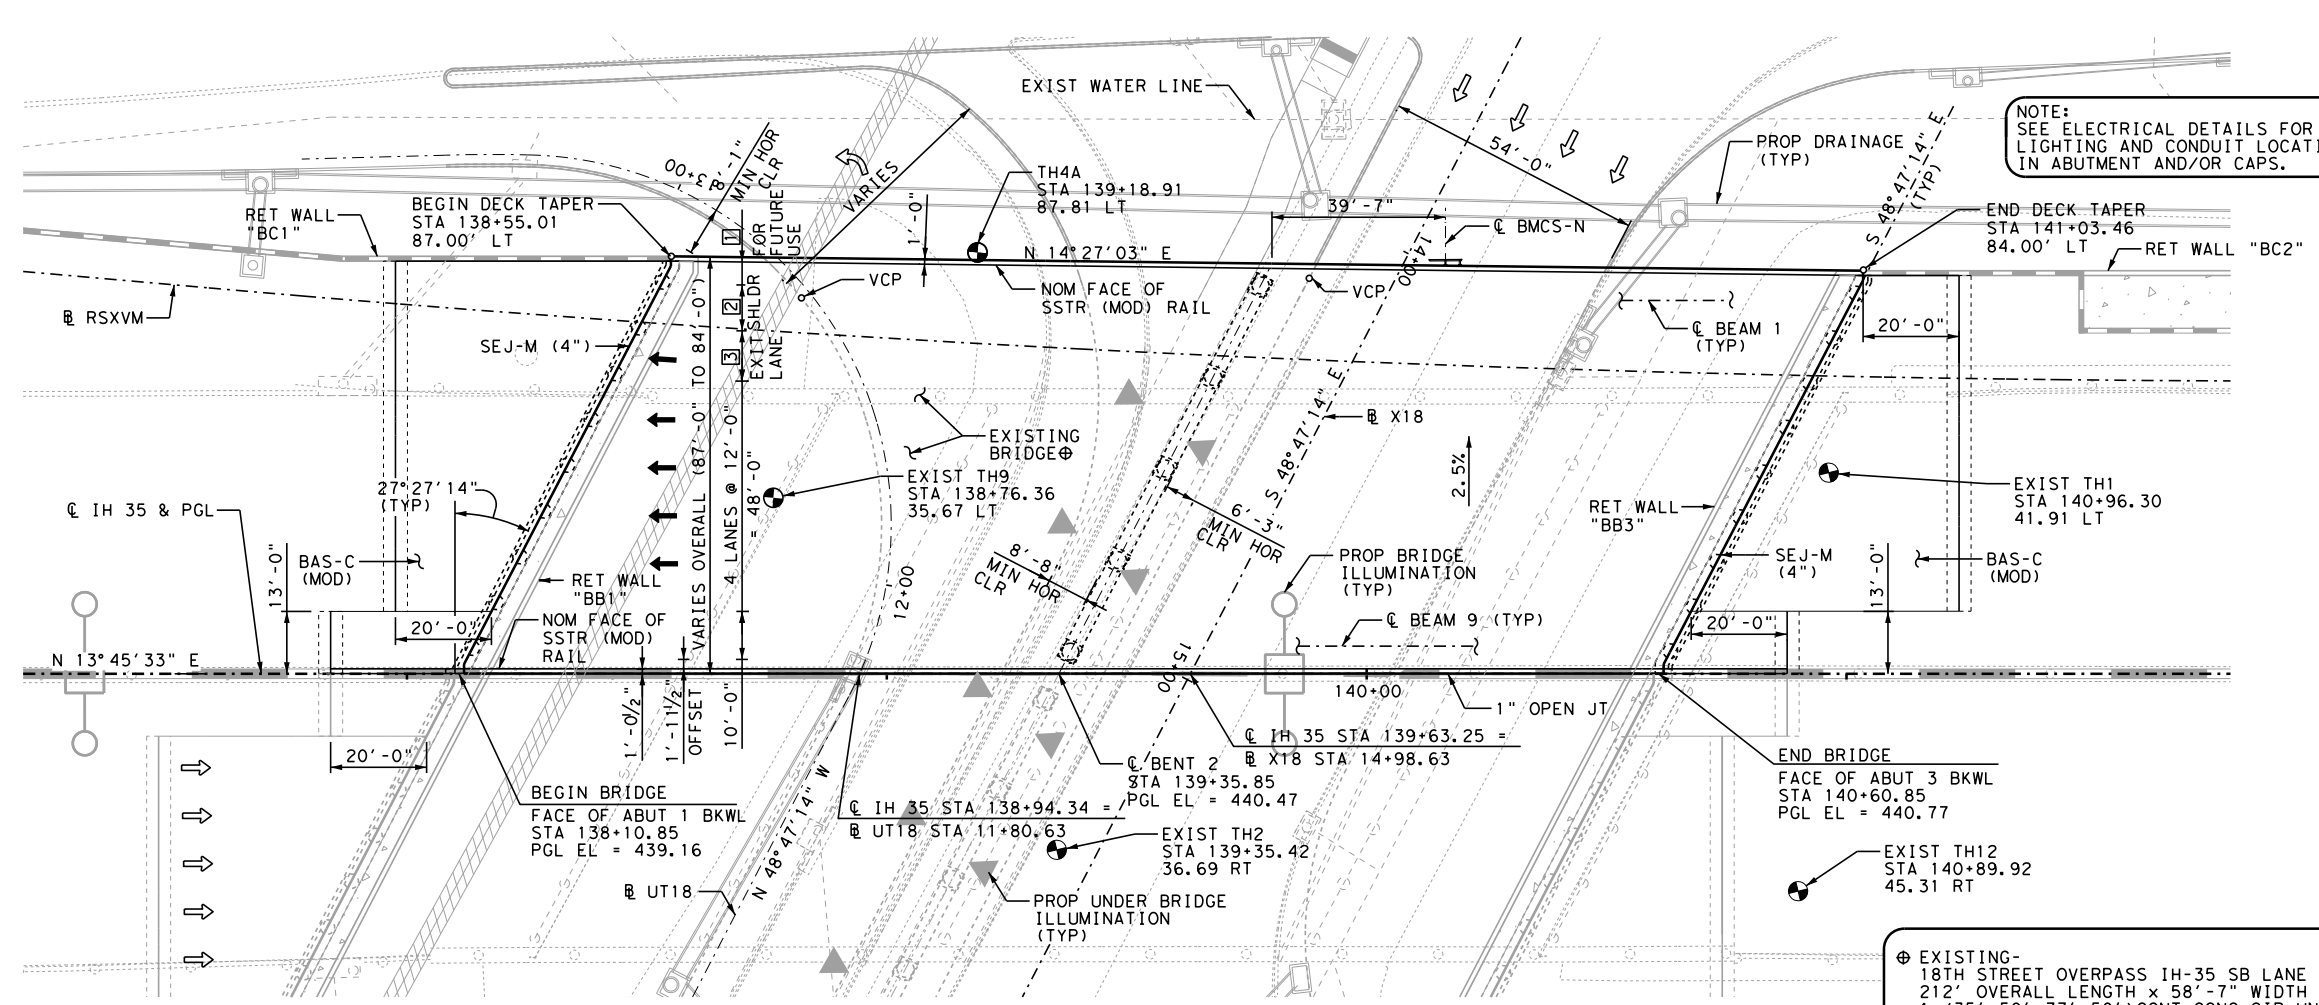 EXIST WATER LINE
NOTE:
SEE ELECTRICAL DETAILS FOR
LIGHTING AND CONDUIT LOCATI
IN ABUTMENT AND/OR CAPS.
PROP DRAINAGE
(TYP)
54'-0"
S 48°47'14" E
(TYP)
8'-1"
MIN HOR
CLR
13+00
VARIES
TH4A
STA 139+18.91
87.81 LT
BEGIN DECK TAPER
STA 138+55.01
87.00' LT
RET WALL
"BC1"
1
FOR
FUTURE
USE
1'-0"
39'-7"
℄ BMCS-N
14+00
END DECK TAPER
STA 141+03.46
84.00' LT
RET WALL "BC2"
N 14°27'03" E
VCP
NOM FACE OF
SSTR (MOD) RAIL
VCP
℄ BEAM 1
(TYP)
20'-0"
B RSXVM
SEJ-M (4")
2
SHLDR
3
EXIT
LANE
VARIES OVERALL (87'-0" TO 84'-0")
4 LANES @ 12'-0"
= 48'-0"
EXISTING
BRIDGE⊕
S 48°47'14" E
B X18
2.5%
EXIST TH9
STA 138+76.36
35.67 LT
27°27'14"
(TYP)
℄ IH 35 & PGL
6'-3"
MIN HOR
CLR
RET WALL
"BB3"
EXIST TH1
STA 140+96.30
41.91 LT
13'-0"
BAS-C
(MOD)
RET WALL
"BB1"
8'-8"
MIN HOR
CLR
12+00
PROP BRIDGE
ILLUMINATION
(TYP)
SEJ-M
(4")
13'-0"
BAS-C
(MOD)
20'-0"
NOM FACE OF
SSTR (MOD)
RAIL
℄ BEAM 9 (TYP)
20'-0"
N 13°45'33" E
1'-0½"
1'-11½"
OFFSET
10'-0"
15+00
140+00
1" OPEN JT
20'-0"
BEGIN BRIDGE
FACE OF ABUT 1 BKWL
STA 138+10.85
PGL EL = 439.16
N 48°47'14" W
℄ IH 35 STA 138+94.34 =
B UT18 STA 11+80.63
℄ BENT 2
STA 139+35.85
PGL EL = 440.47
℄ IH 35 STA 139+63.25 =
B X18 STA 14+98.63
END BRIDGE
FACE OF ABUT 3 BKWL
STA 140+60.85
PGL EL = 440.77
EXIST TH2
STA 139+35.42
36.69 RT
EXIST TH12
STA 140+89.92
45.31 RT
B UT18
PROP UNDER BRIDGE
ILLUMINATION
(TYP)
⊕ EXISTING-
18TH STREET OVERPASS IH-35 SB LANE
212' OVERALL LENGTH x 58'-7" WIDTH